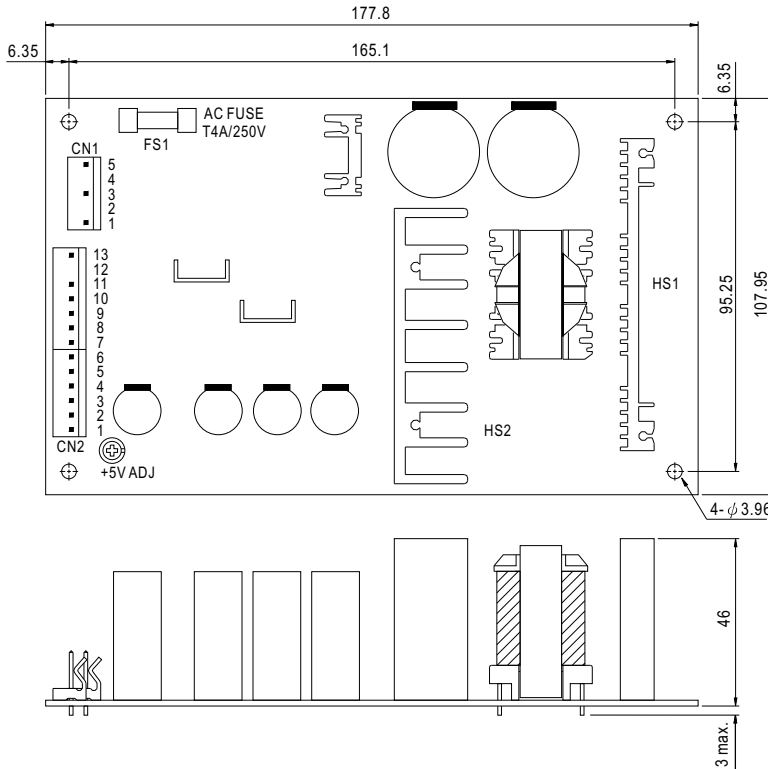 177.8
6.35
165.1
6.35
AC FUSE
T4A/250V
FS1
CN1
5
4
3
2
1
13
12
11
10
9
8
7
6
5
4
3
2
1
CN2
+5V ADJ
HS1
HS2
95.25
107.95
4-φ3.96
46
3 max.